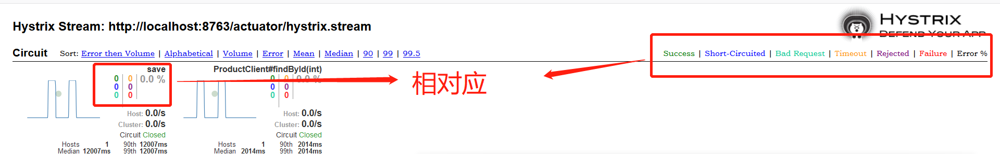 Hystrix Stream: http://localhost:8763/actuator/hystrix.stream
HYSTRIX
DEFEND YOUR APP
Circuit Sort: Error then Volume | Alphabetical | Volume | Error | Mean | Median | 90 | 99 | 99.5
Success | Short-Circuited | Bad Request | Timeout | Rejected | Failure | Error %
save
0 0 0.0 %
0 0
0 0
Host: 0.0/s
Cluster: 0.0/s
Circuit Closed
Hosts 1 90th 12007ms
Median 12007ms 99th 12007ms
ProductClient#findById(int)
0 0 0.0 %
0 0
0 0
Host: 0.0/s
Cluster: 0.0/s
Circuit Closed
Hosts 1 90th 2014ms
Median 2014ms 99th 2014ms
相对应